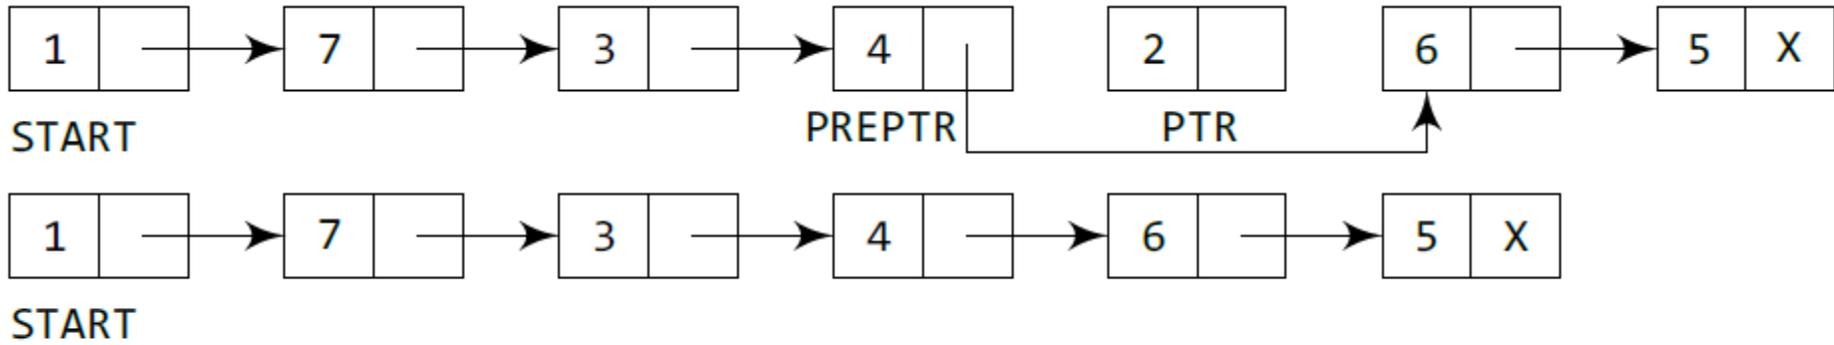 1 7 3 4 2 6 5 X
START PREPTR PTR
1 7 3 4 6 5 X
START